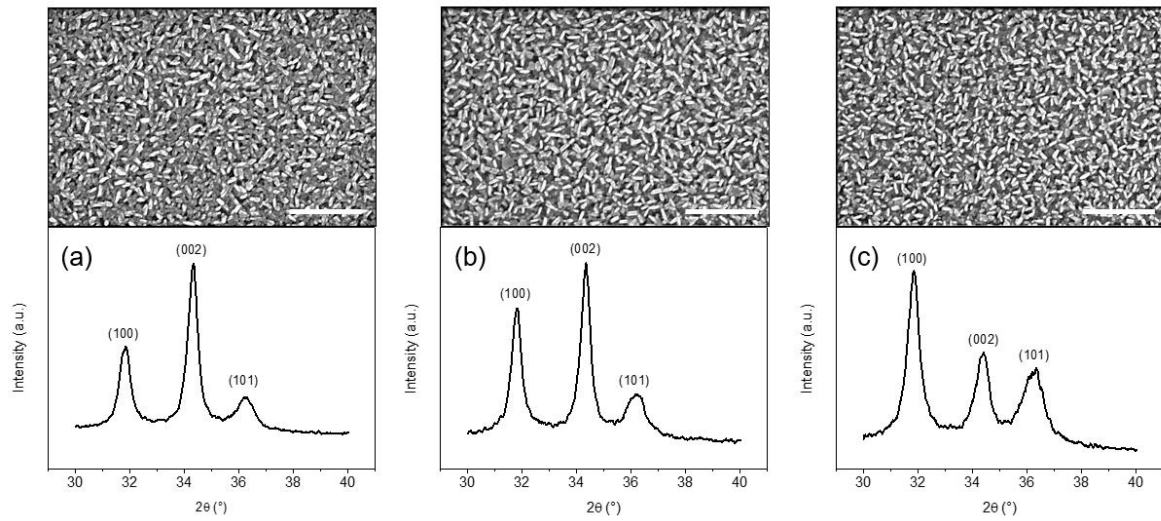 (a)
(002)
(100)
(101)
Intensity (a.u.)
30 32 34 36 38 40
2θ (°)
(b)
(002)
(100)
(101)
Intensity (a.u.)
30 32 34 36 38 40
2θ (°)
(c)
(100)
(002)
(101)
Intensity (a.u.)
30 32 34 36 38 40
2θ (°)